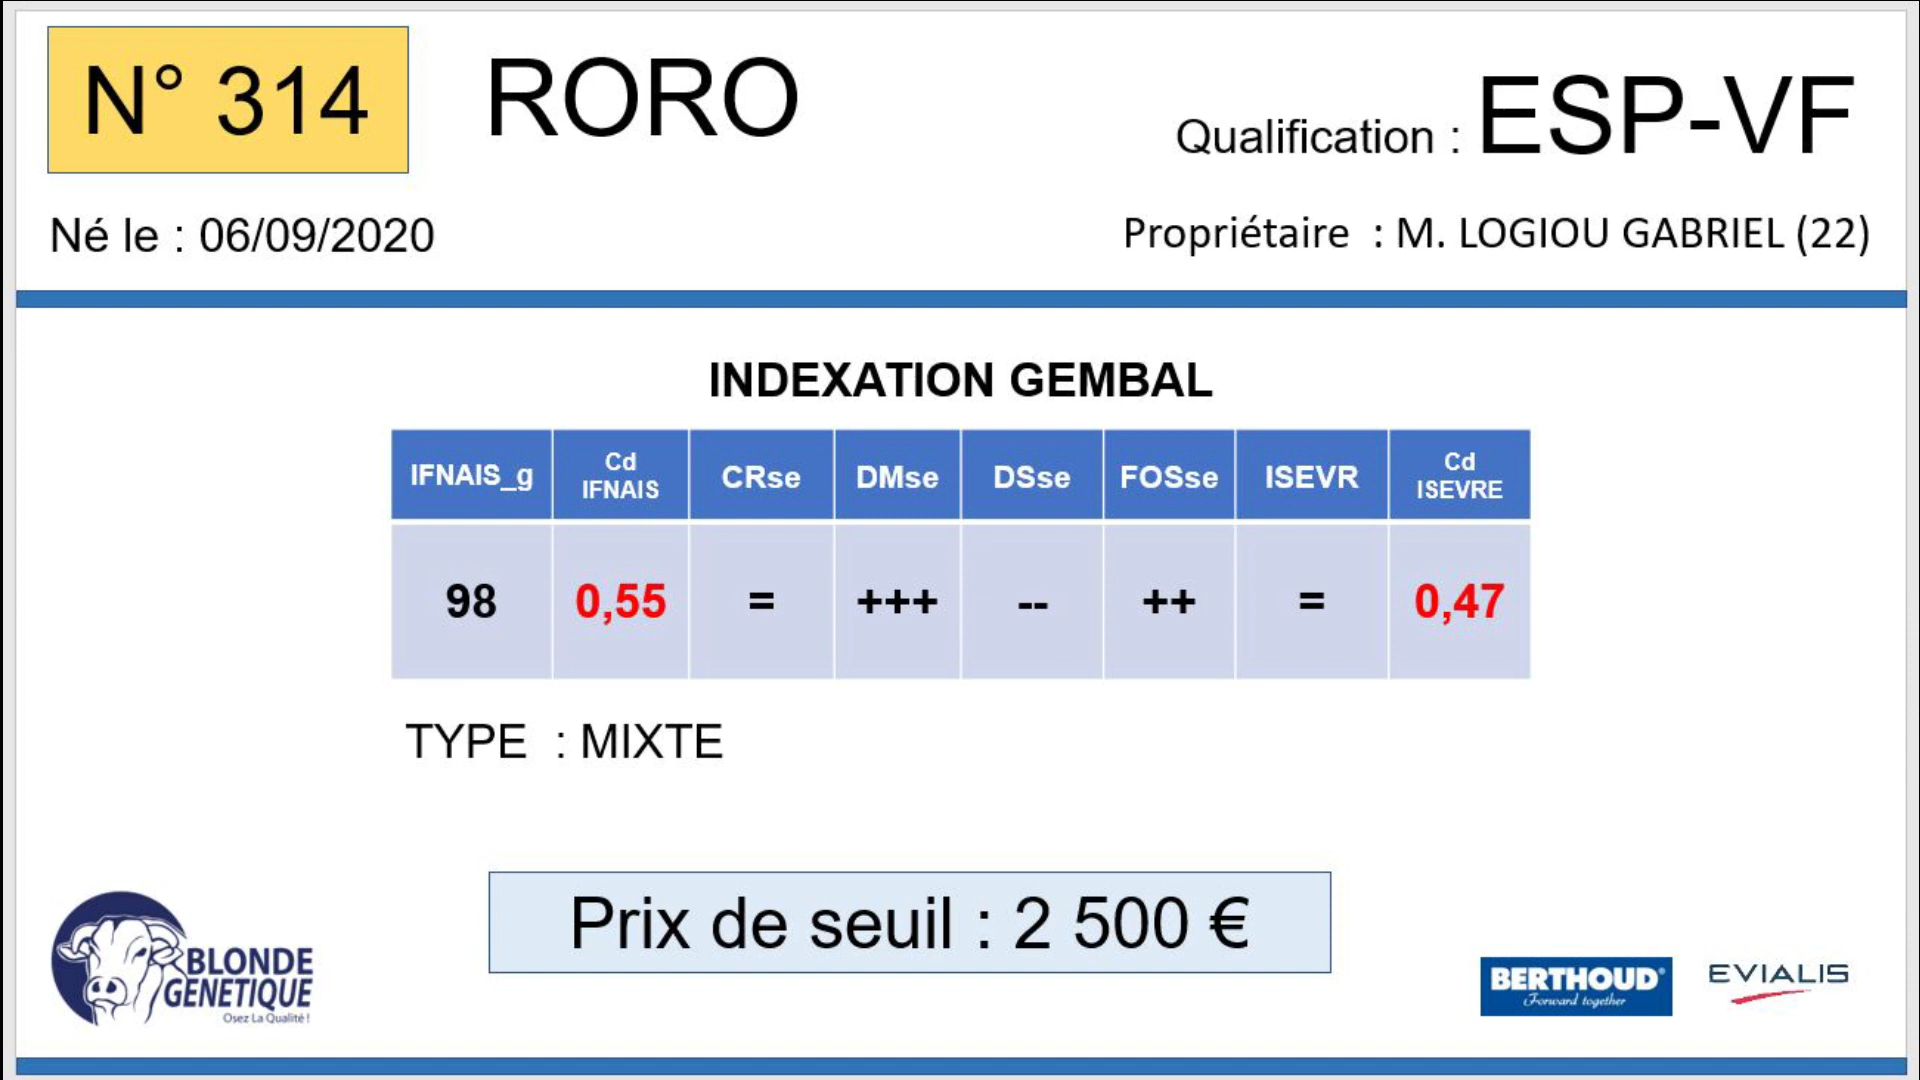 N° 314
RORO
Qualification : ESP-VF
Né le : 06/09/2020
Propriétaire : M. LOGIOU GABRIEL (22)
INDEXATION GEMBAL
IFNAIS_g Cd IFNAIS CRse DMse DSse FOSse ISEVR Cd ISEVRE
98 0,55 = +++ -- ++ = 0,47
TYPE : MIXTE
Prix de seuil : 2 500 €
BLONDE
GENETIQUE
Osez La Qualité !
BERTHOUD®
Forward together
EVIALIS